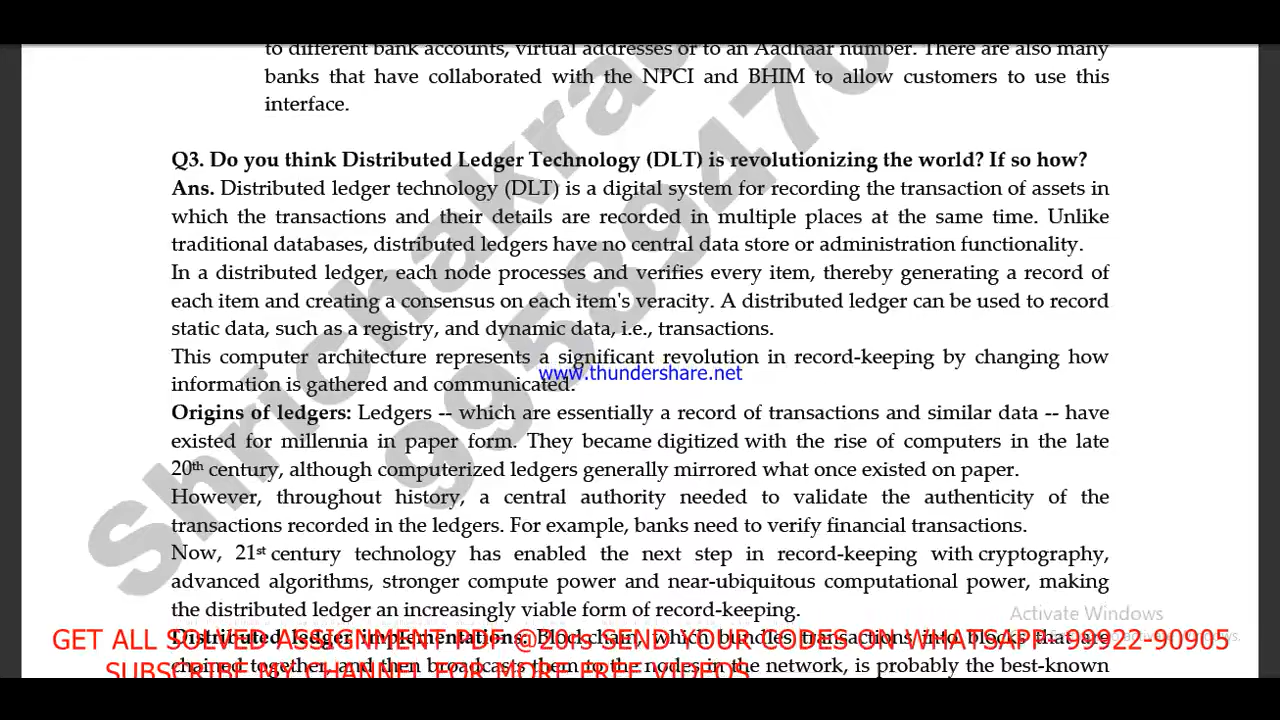 to different bank accounts, virtual addresses or to an Aadhaar number. There are also many
banks that have collaborated with the NPCI and BHIM to allow customers to use this
interface.
Q3. Do you think Distributed Ledger Technology (DLT) is revolutionizing the world? If so how?
Ans. Distributed ledger technology (DLT) is a digital system for recording the transaction of assets in
which the transactions and their details are recorded in multiple places at the same time. Unlike
traditional databases, distributed ledgers have no central data store or administration functionality.
In a distributed ledger, each node processes and verifies every item, thereby generating a record of
each item and creating a consensus on each item's veracity. A distributed ledger can be used to record
static data, such as a registry, and dynamic data, i.e., transactions.
This computer architecture represents a significant revolution in record-keeping by changing how
information is gathered and communicated.
www.thundershare.net
Origins of ledgers: Ledgers -- which are essentially a record of transactions and similar data -- have
existed for millennia in paper form. They became digitized with the rise of computers in the late
20th century, although computerized ledgers generally mirrored what once existed on paper.
However, throughout history, a central authority needed to validate the authenticity of the
transactions recorded in the ledgers. For example, banks need to verify financial transactions.
Now, 21st century technology has enabled the next step in record-keeping with cryptography,
advanced algorithms, stronger compute power and near-ubiquitous computational power, making
the distributed ledger an increasingly viable form of record-keeping.
Activate Windows
Distributed ledger implementations: Blockchain, which bundles transactions into blocks that are
GET ALL SOLVED ASSIGNMENT PDF @20rs SEND YOUR CODES ON WHATSAPP - 99922-90905
chained together, and then broadcasts them to the nodes in the network, is probably the best-known
SUBSCRIBE MY CHANNEL FOR MORE FREE VIDEOS
Shrichakra
9958947060